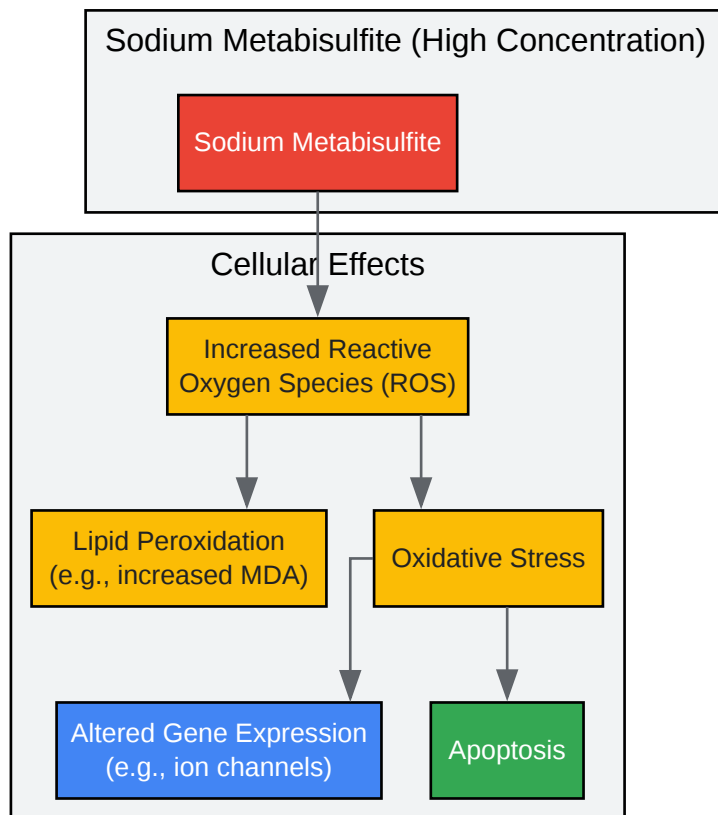 Sodium Metabisulfite (High Concentration)
Sodium Metabisulfite
Cellular Effects
Increased Reactive
Oxygen Species (ROS)
Lipid Peroxidation
(e.g., increased MDA)
Oxidative Stress
Altered Gene Expression
(e.g., ion channels)
Apoptosis